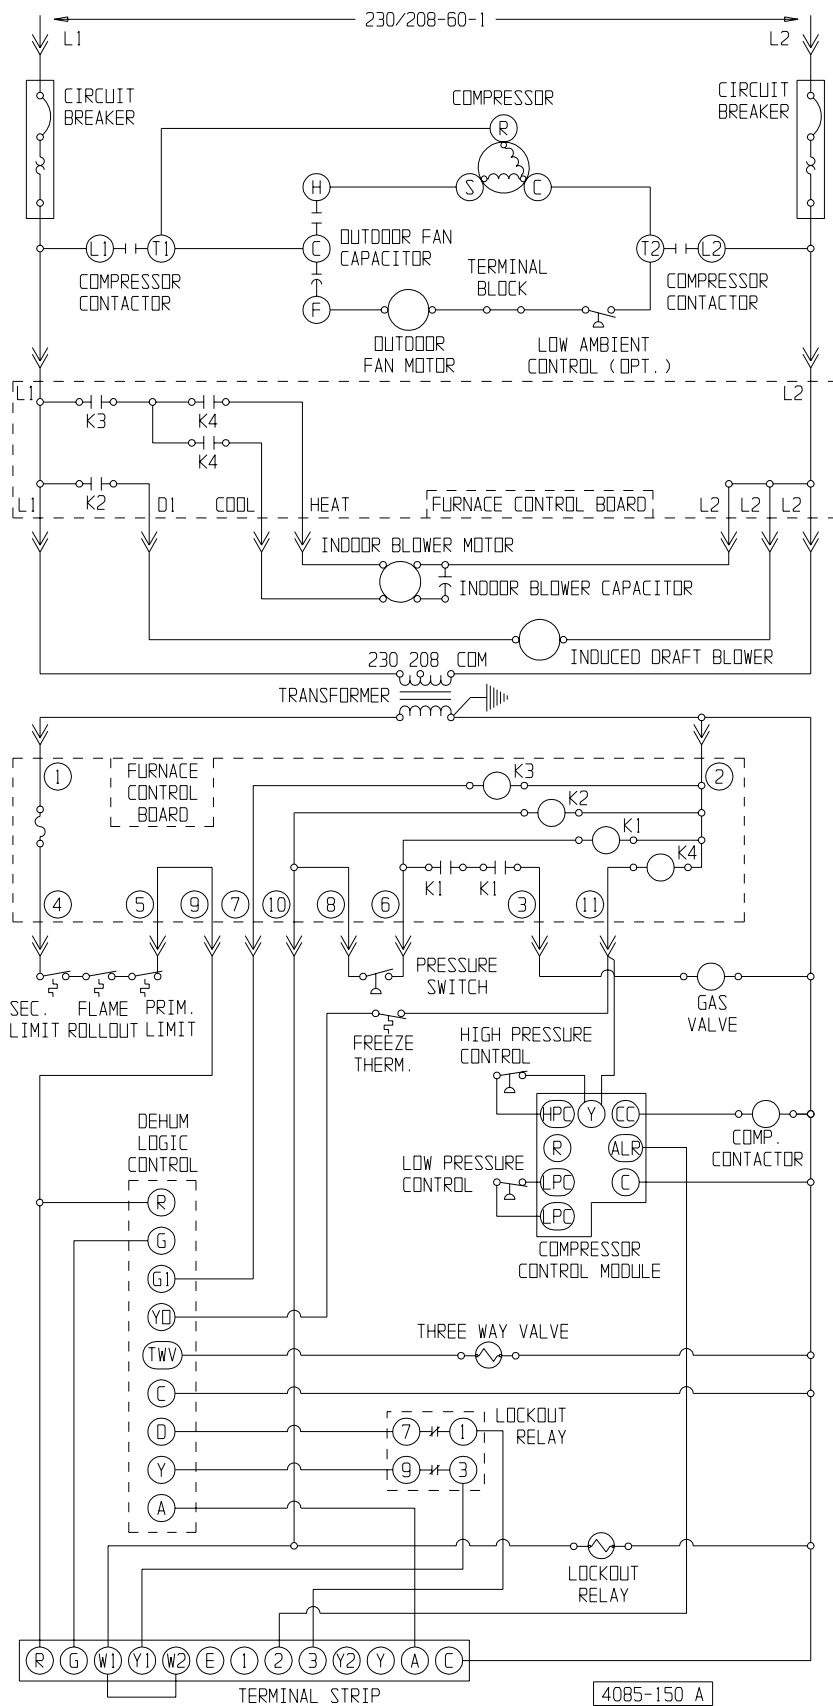 230/208-60-1
L1
L2
CIRCUIT
BREAKER
COMPRESSOR
CIRCUIT
BREAKER
R
H
S
C
L1
T1
C
OUTDOOR FAN
CAPACITOR
T2
L2
COMPRESSOR
CONTACTOR
TERMINAL
BLOCK
COMPRESSOR
CONTACTOR
F
OUTDOOR
FAN MOTOR
LOW AMBIENT
CONTROL (OPT.)
L1
L2
K3
K4
K4
K2
L1
D1
COOL
HEAT
FURNACE CONTROL BOARD
L2
L2
L2
INDOOR BLOWER MOTOR
INDOOR BLOWER CAPACITOR
INDUCED DRAFT BLOWER
230 208 COM
TRANSFORMER
1
FURNACE
CONTROL
BOARD
K3
2
K2
K1
K4
K1
K1
4
5
9
7
10
8
6
3
11
PRESSURE
SWITCH
SEC.
LIMIT
FLAME
ROLLOUT
PRIM.
LIMIT
GAS
VALVE
FREEZE
THERM.
HIGH PRESSURE
CONTROL
HPC
Y
CC
R
ALR
LPC
C
LPC
COMP.
CONTACTOR
LOW PRESSURE
CONTROL
COMPRESSOR
CONTROL MODULE
DEHUM
LOGIC
CONTROL
R
G
G1
YO
TWV
THREE WAY VALVE
C
D
7
1
LOCKOUT
RELAY
Y
9
3
A
LOCKOUT
RELAY
R
G
W1
Y1
W2
E
1
2
3
Y2
Y
A
C
TERMINAL STRIP
4085-150 A